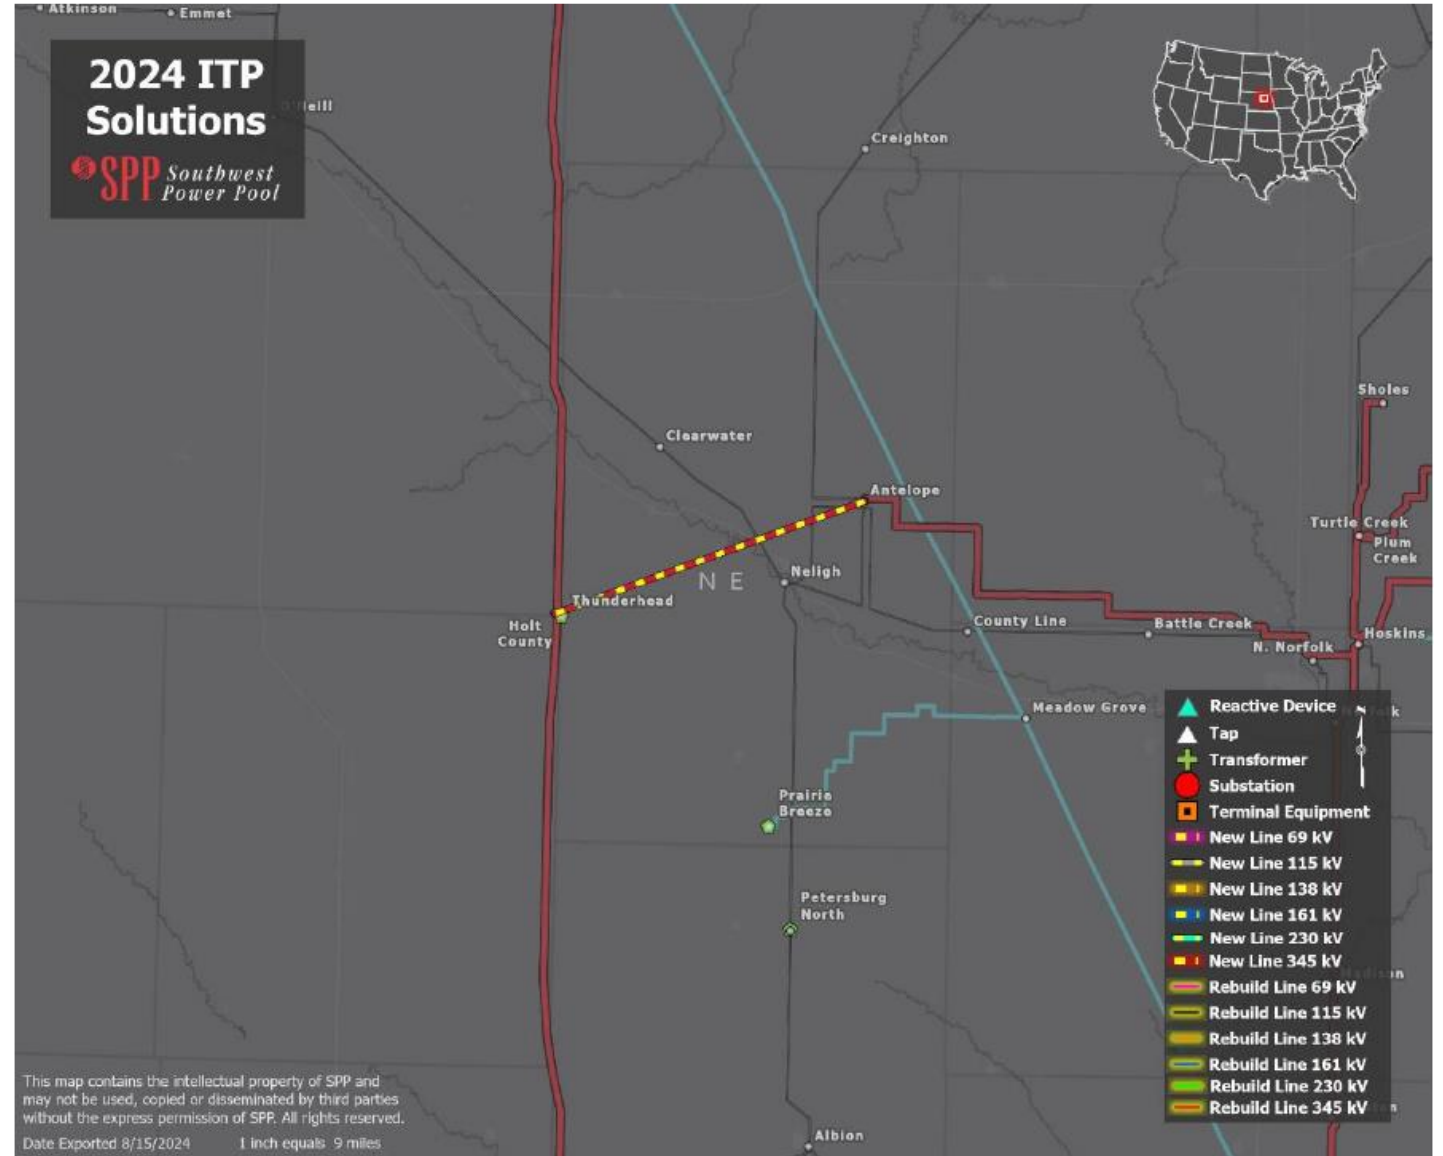 Atkinson
Emmet
2024 ITP
Solutions
SPP Southwest
Power Pool
O'Neill
Creighton
Sholes
Clearwater
Antelope
Turtle Creek
Plum
Creek
Neligh
N E
Thunderhead
Holt
County
County Line
Battle Creek
Hoskins
N. Norfolk
Meadow Grove
Norfolk
Prairie
Breeze
Petersburg
North
Madison
Albion
Reactive Device
Tap
Transformer
Substation
Terminal Equipment
New Line 69 kV
New Line 115 kV
New Line 138 kV
New Line 161 kV
New Line 230 kV
New Line 345 kV
Rebuild Line 69 kV
Rebuild Line 115 kV
Rebuild Line 138 kV
Rebuild Line 161 kV
Rebuild Line 230 kV
Rebuild Line 345 kV
This map contains the intellectual property of SPP and
may not be used, copied or disseminated by third parties
without the express permission of SPP. All rights reserved.
Date Exported 8/15/2024 1 inch equals 9 miles